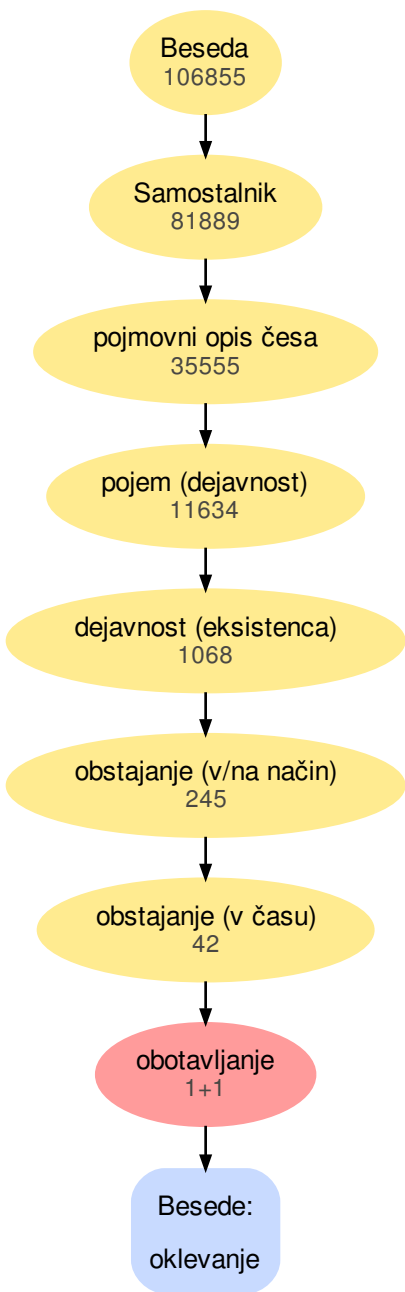 Beseda
106855
Samostalnik
81889
pojmovni opis česa
35555
pojem (dejavnost)
11634
dejavnost (eksistenca)
1068
obstajanje (v/na način)
245
obstajanje (v času)
42
obotavljanje
1+1
Besede:
oklevanje